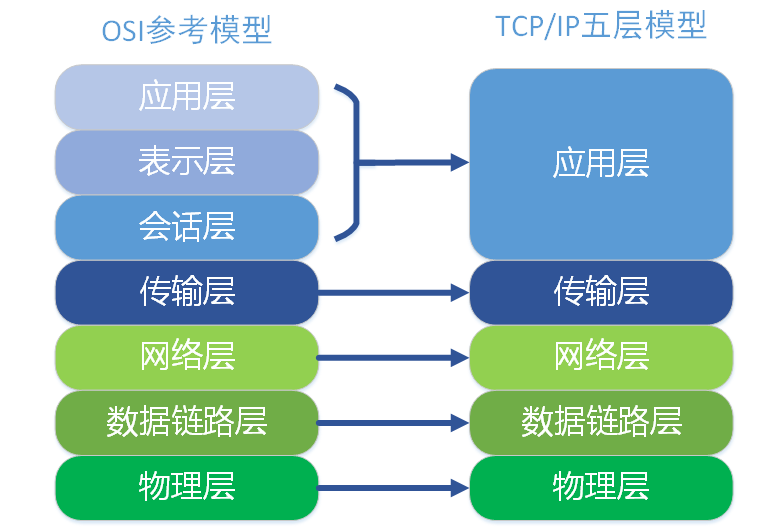 OSI参考模型
应用层
表示层
会话层
传输层
网络层
数据链路层
物理层
TCP/IP五层模型
应用层
传输层
网络层
数据链路层
物理层